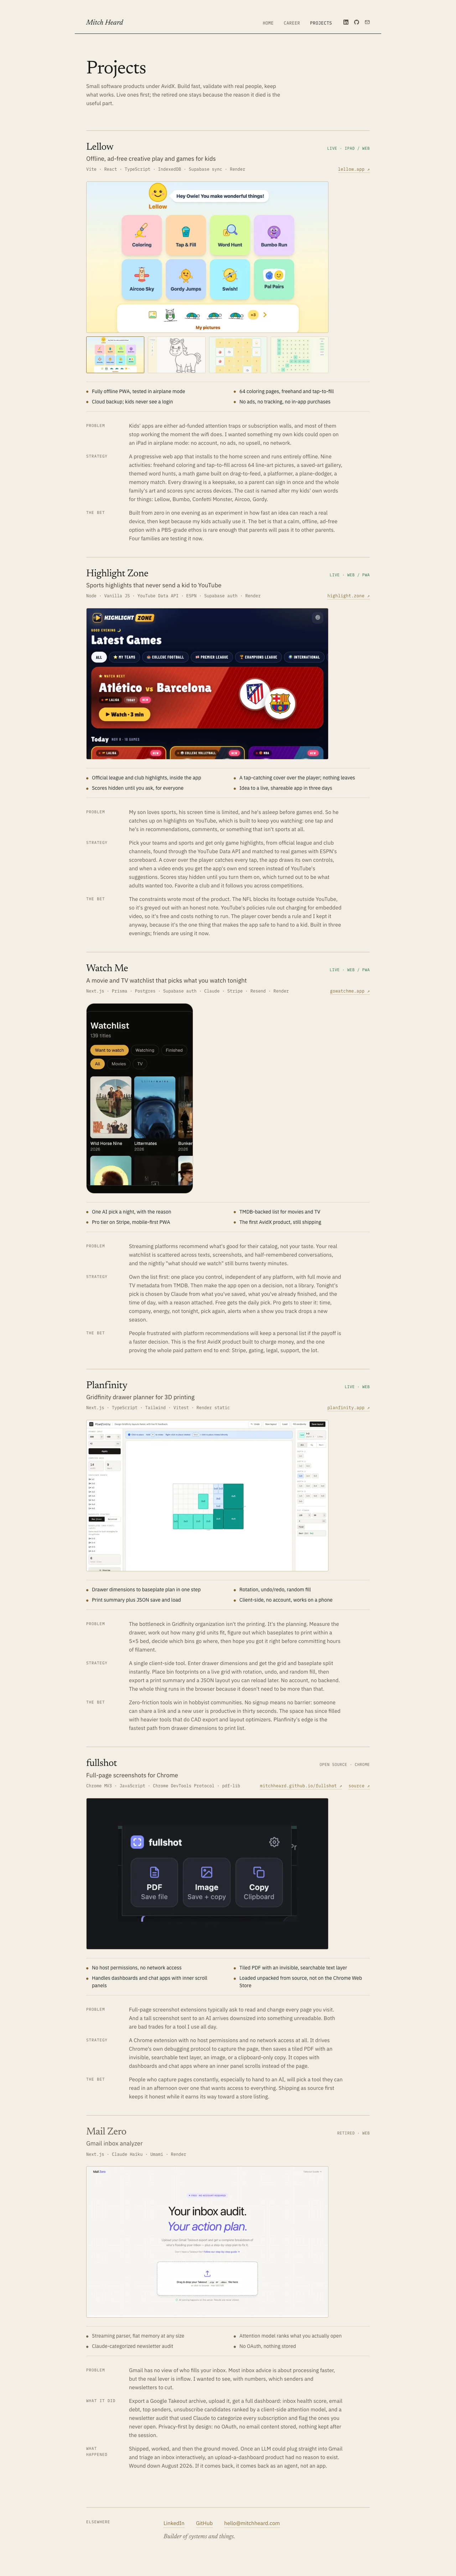 Mitch Heard
HOME CAREER PROJECTS
Projects
Small software products under AvidX. Build fast, validate with real people, keep
what works. Live ones first; the retired one stays because the reason it died is the
useful part.
Lellow
LIVE · IPAD / WEB
Offline, ad-free creative play and games for kids
Vite · React · TypeScript · IndexedDB · Supabase sync · Render
lellow.app ↗
Hey Owie! You make wonderful things!
Lellow
Coloring
Tap & Fill
Word Hunt
Bumbo Run
Aircoo Sky
Gordy Jumps
Swish!
Pal Pairs
My pictures
Fully offline PWA, tested in airplane mode
64 coloring pages, freehand and tap-to-fill
Cloud backup; kids never see a login
No ads, no tracking, no in-app purchases
PROBLEM
Kids' apps are either ad-funded attention traps or subscription walls, and most of them
stop working the moment the wifi does. I wanted something my own kids could open on
an iPad in airplane mode: no account, no ads, no upsell, no network.
STRATEGY
A progressive web app that installs to the home screen and runs entirely offline. Nine
activities: freehand coloring and tap-to-fill across 64 line-art pictures, a saved-art gallery,
themed word hunts, a math game built on drag-to-feed, a platformer, a plane-dodger, a
memory match. Every drawing is a keepsake, so a parent can sign in once and the whole
family's art and scores sync across devices. The cast is named after my kids' own words
for things: Lellow, Bumbo, Confetti Monster, Aircoo, Gordy.
THE BET
Built from zero in one evening as an experiment in how fast an idea can reach a real
device, then kept because my kids actually use it. The bet is that a calm, offline, ad-free
option with a PBS-grade ethos is rare enough that parents will pass it to other parents.
Four families are testing it now.
Highlight Zone
LIVE · WEB / PWA
Sports highlights that never send a kid to YouTube
Node · Vanilla JS · YouTube Data API · ESPN · Supabase auth · Render
highlight.zone ↗
HIGHLIGHT ZONE
Latest Games
ALL
MY TEAMS
COLLEGE FOOTBALL
PREMIER LEAGUE
CHAMPIONS LEAGUE
INTERNATIONAL
WATCH NEXT
Atlético vs Barcelona
Watch · 3 min
Today
Official league and club highlights, inside the app
A tap-catching cover over the player; nothing leaves
Scores hidden until you ask, for everyone
Idea to a live, shareable app in three days
PROBLEM
My son loves sports, his screen time is limited, and he's asleep before games end. So he
catches up on highlights on YouTube, which is built to keep you watching: one tap and
he's in recommendations, comments, or something that isn't sports at all.
STRATEGY
Pick your teams and sports and get only game highlights, from official league and club
channels, found through the YouTube Data API and matched to real games with ESPN's
scoreboard. A cover over the player catches every tap, the app draws its own controls,
and when a video ends you get the app's own end screen instead of YouTube's
suggestions. Scores stay hidden until you turn them on, which turned out to be what
adults wanted too. Favorite a club and it follows you across competitions.
THE BET
The constraints wrote most of the product. The NFL blocks its footage outside YouTube,
so it's greyed out with an honest note. YouTube's policies rule out charging for embedded
video, so it's free and costs nothing to run. The player cover bends a rule and I kept it
anyway, because it's the one thing that makes the app safe to hand to a kid. Built in three
evenings; friends are using it now.
Watch Me
LIVE · WEB / PWA
A movie and TV watchlist that picks what you watch tonight
Next.js · Prisma · Postgres · Supabase auth · Claude · Stripe · Resend · Render
gowatchme.app ↗
Watchlist
139 titles
Want to watch
Watching
Finished
All
Movies
TV
Wild Horse Nine
2026
Littermates
2026
Bunker
2026
One AI pick a night, with the reason
TMDB-backed list for movies and TV
Pro tier on Stripe, mobile-first PWA
The first AvidX product, still shipping
PROBLEM
Streaming platforms recommend what's good for their catalog, not your taste. Your real
watchlist is scattered across texts, screenshots, and half-remembered conversations,
and the nightly "what should we watch" still burns twenty minutes.
STRATEGY
Own the list first: one place you control, independent of any platform, with full movie and
TV metadata from TMDB. Then make the app open on a decision, not a library. Tonight's
pick is chosen by Claude from what you've saved, what you've already finished, and the
time of day, with a reason attached. Free gets the daily pick. Pro gets to steer it: time,
company, energy, not tonight, pick again, alerts when a show you track drops a new
season.
THE BET
People frustrated with platform recommendations will keep a personal list if the payoff is
a faster decision. This is the first AvidX product built to charge money, and the one
proving the whole paid pattern end to end: Stripe, gating, legal, support, the lot.
Planfinity
LIVE · WEB
Gridfinity drawer planner for 3D printing
Next.js · TypeScript · Tailwind · Vitest · Render static
planfinity.app ↗
Drawer dimensions to baseplate plan in one step
Rotation, undo/redo, random fill
Print summary plus JSON save and load
Client-side, no account, works on a phone
PROBLEM
The bottleneck in Gridfinity organization isn't the printing. It's the planning. Measure the
drawer, work out how many grid units fit, figure out which baseplates to print within a
5×5 bed, decide which bins go where, then hope you got it right before committing hours
of filament.
STRATEGY
A single client-side tool. Enter drawer dimensions and get the grid and baseplate split
instantly. Place bin footprints on a live grid with rotation, undo, and random fill, then
export a print summary and a JSON layout you can reload later. No account, no backend.
The whole thing runs in the browser because it doesn't need to be more than that.
THE BET
Zero-friction tools win in hobbyist communities. No signup means no barrier: someone
can share a link and a new user is productive in thirty seconds. The space has since filled
with heavier tools that do CAD export and layout optimizers. Planfinity's edge is the
fastest path from drawer dimensions to print list.
fullshot
OPEN SOURCE · CHROME
Full-page screenshots for Chrome
Chrome MV3 · JavaScript · Chrome DevTools Protocol · pdf-lib
mitchheard.github.io/fullshot ↗ source ↗
fullshot
PDF
Save file
Image
Save + copy
Copy
Clipboard
No host permissions, no network access
Tiled PDF with an invisible, searchable text layer
Handles dashboards and chat apps with inner scroll
panels
Loaded unpacked from source, not on the Chrome Web
Store
PROBLEM
Full-page screenshot extensions typically ask to read and change every page you visit.
And a tall screenshot sent to an AI arrives downsized into something unreadable. Both
are bad trades for a tool I use all day.
STRATEGY
A Chrome extension with no host permissions and no network access at all. It drives
Chrome's own debugging protocol to capture the page, then saves a tiled PDF with an
invisible, searchable text layer, an image, or a clipboard-only copy. It copes with
dashboards and chat apps where an inner panel scrolls instead of the page.
THE BET
People who capture pages constantly, especially to hand to an AI, will pick a tool they can
read in an afternoon over one that wants access to everything. Shipping as source first
keeps it honest while it earns its way toward a store listing.
Mail Zero
RETIRED · WEB
Gmail inbox analyzer
Next.js · Claude Haiku · Umami · Render
Mail Zero
Your inbox audit.
Your action plan.
Streaming parser, flat memory at any size
Attention model ranks what you actually open
Claude-categorized newsletter audit
No OAuth, nothing stored
PROBLEM
Gmail has no view of who fills your inbox. Most inbox advice is about processing faster,
but the real lever is inflow. I wanted to see, with numbers, which senders and
newsletters to cut.
WHAT IT DID
Export a Google Takeout archive, upload it, get a full dashboard: inbox health score, email
debt, top senders, unsubscribe candidates ranked by a client-side attention model, and a
newsletter audit that used Claude to categorize every subscription and flag the ones you
never open. Privacy-first by design: no OAuth, no email content stored, nothing kept after
the session.
WHAT
HAPPENED
Shipped, worked, and then the ground moved. Once an LLM could plug straight into Gmail
and triage an inbox interactively, an upload-a-dashboard product had no reason to exist.
Wound down August 2026. If it comes back, it comes back as an agent, not an app.
ELSEWHERE
LinkedIn GitHub hello@mitchheard.com
Builder of systems and things.